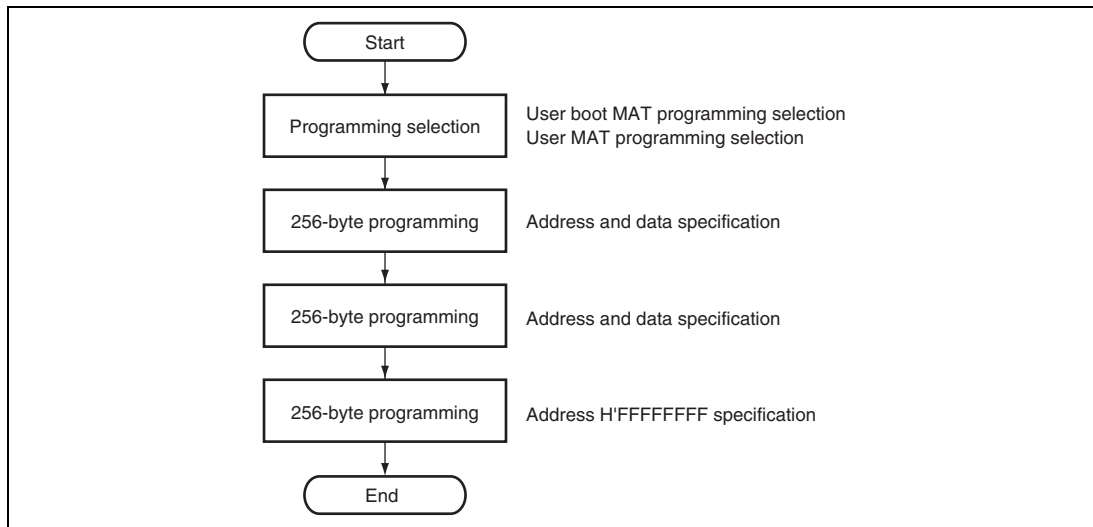 Start
Programming selection
User boot MAT programming selection
User MAT programming selection
256-byte programming
Address and data specification
256-byte programming
Address and data specification
256-byte programming
Address H'FFFFFFFF specification
End